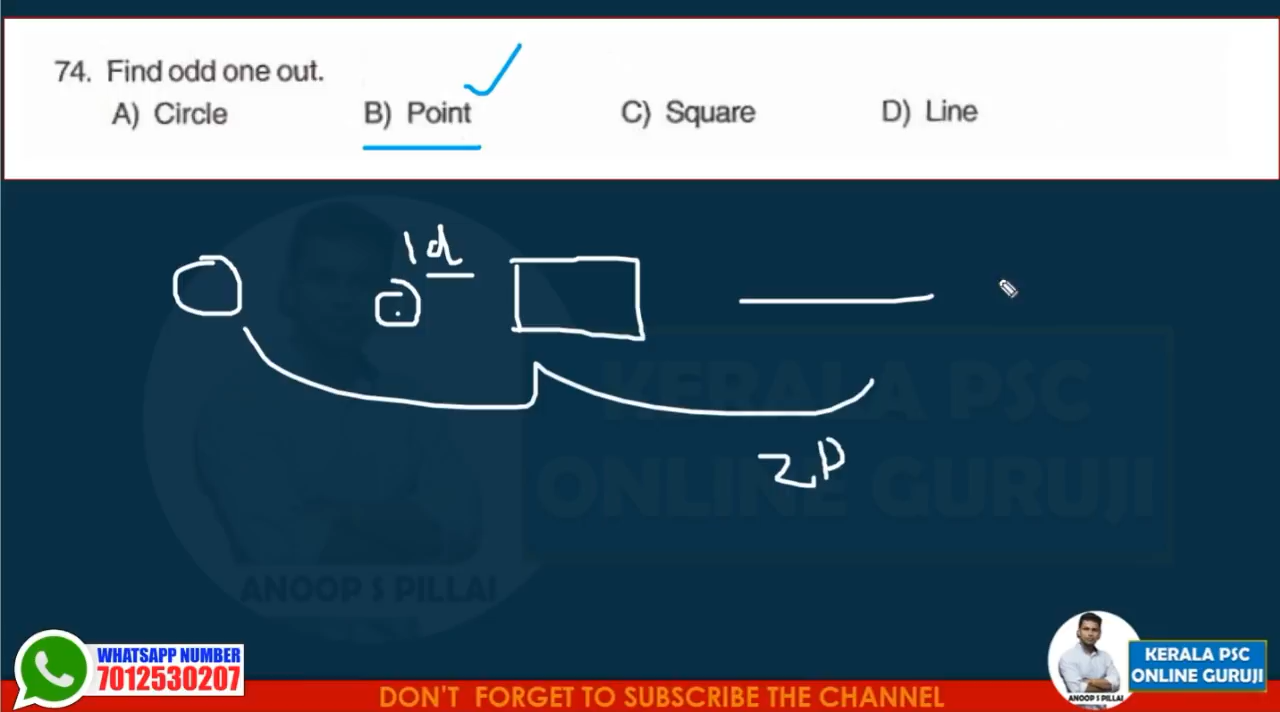 74. Find odd one out.
A) Circle B) Point C) Square D) Line
1d
2D
KERALA PSC
ONLINE GURUJI
ANOOP S PILLAI
WHATSAPP NUMBER
7012530207
DON'T FORGET TO SUBSCRIBE THE CHANNEL
ANOOP S PILLAI
KERALA PSC
ONLINE GURUJI